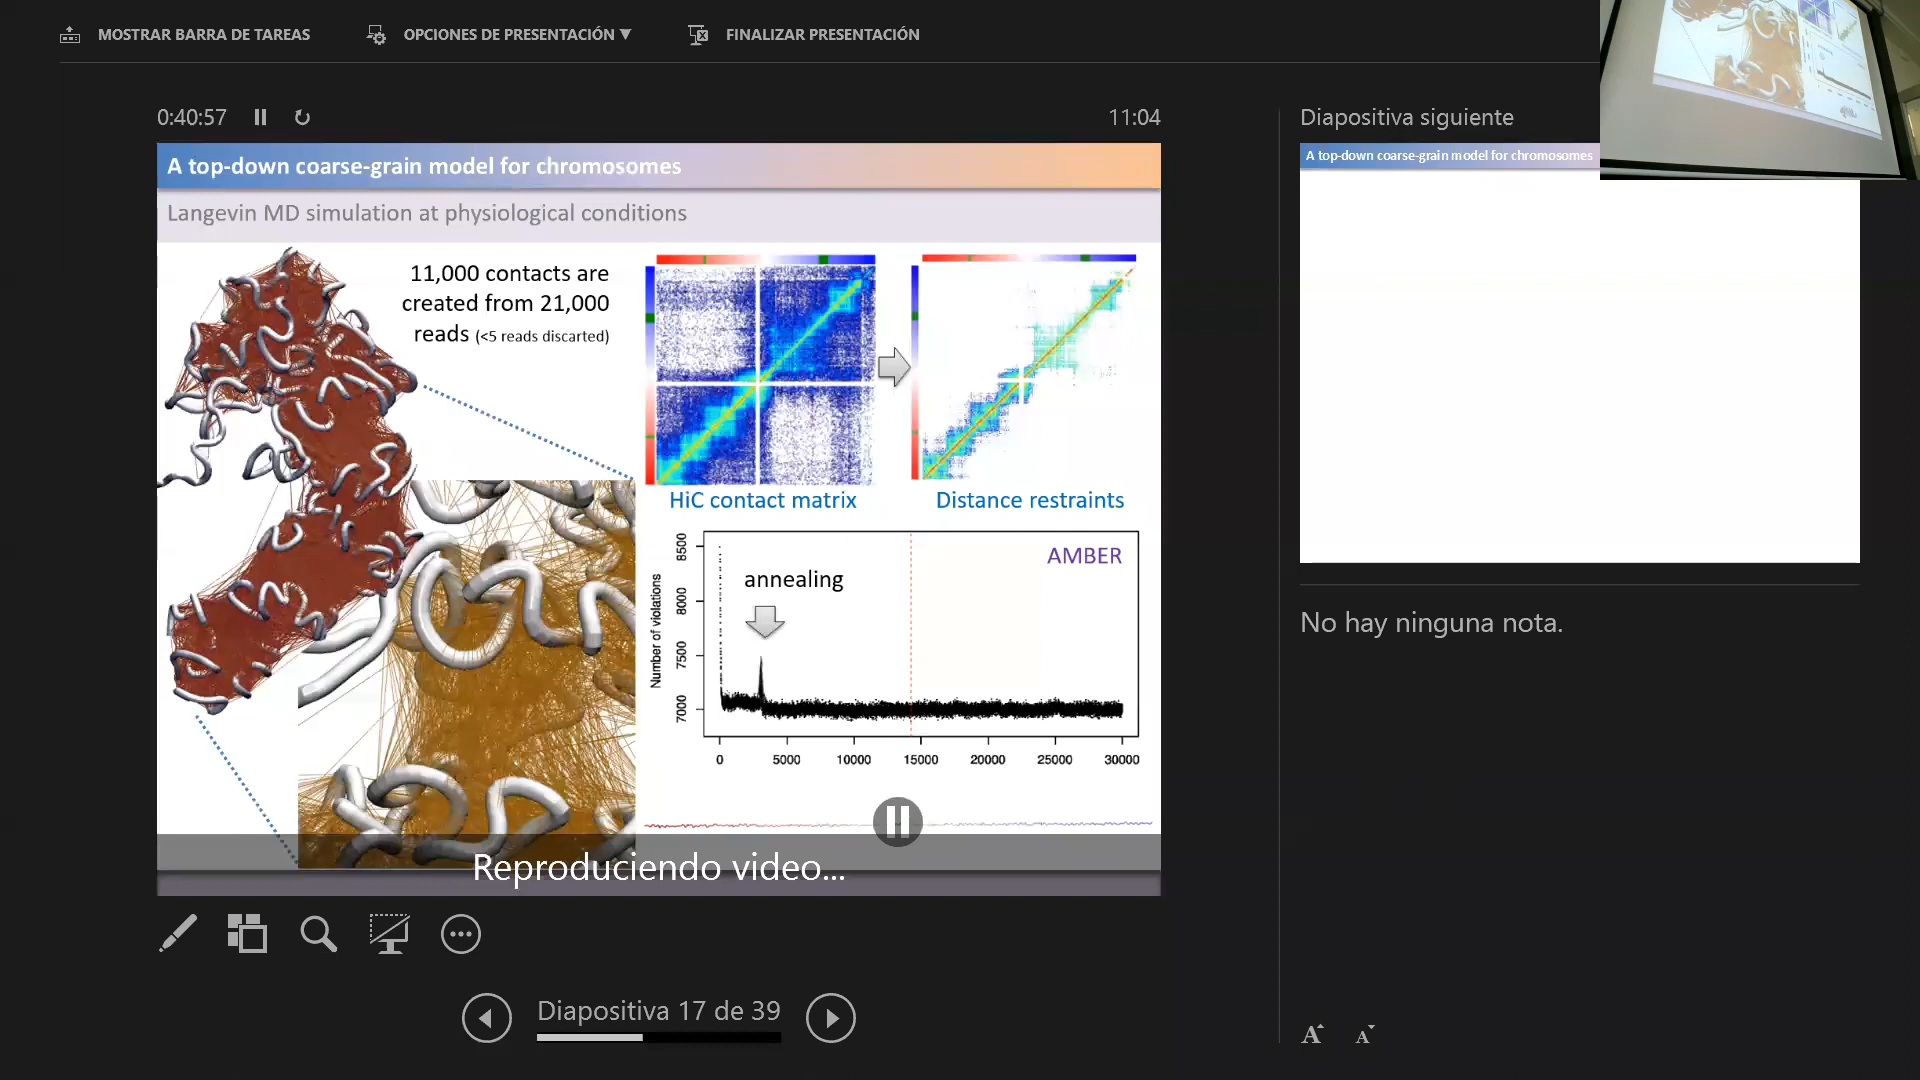 MOSTRAR BARRA DE TAREAS
OPCIONES DE PRESENTACIÓN ▼
FINALIZAR PRESENTACIÓN
0:40:57
11:04
Diapositiva siguiente
A top-down coarse-grain model for chromosomes
A top-down coarse-grain model for chromosomes
Langevin MD simulation at physiological conditions
11,000 contacts are
created from 21,000
reads (<5 reads discarted)
HiC contact matrix
Distance restraints
AMBER
annealing
Number of violations
8500
8000
7500
7000
0 5000 10000 15000 20000 25000 30000
Reproduciendo video...
No hay ninguna nota.
Diapositiva 17 de 39
A A